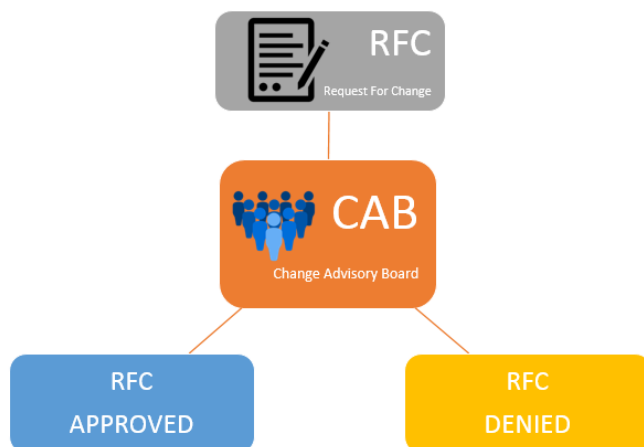 RFC
Request For Change
CAB
Change Advisory Board
RFC
APPROVED
RFC
DENIED